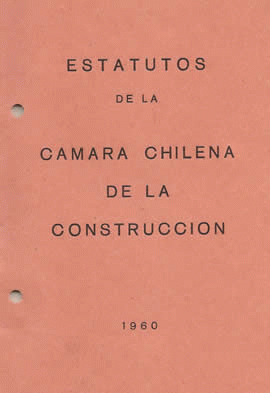 ESTATUTOS
DE LA
CAMARA CHILENA
DE LA
CONSTRUCCION
1960